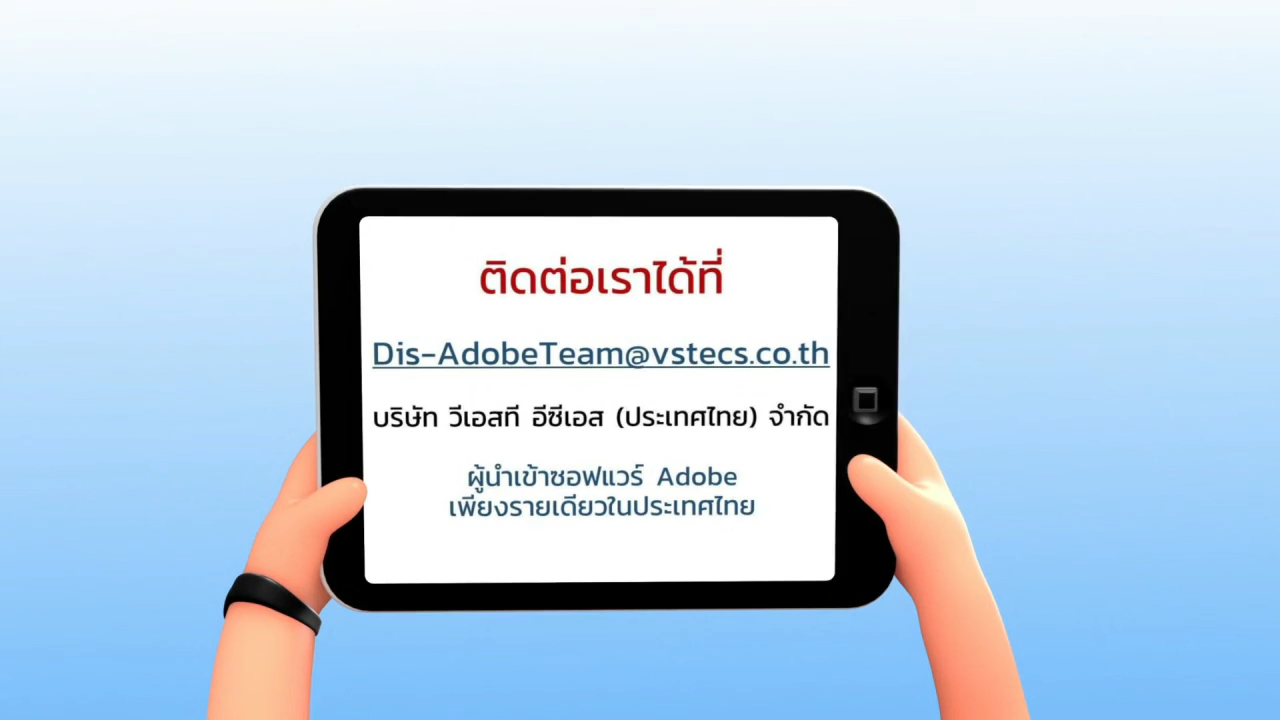 ติดต่อเราได้ที่
Dis-AdobeTeam@vstecs.co.th
บริษัท วีเอสที อีซีเอส (ประเทศไทย) จำกัด
ผู้นำเข้าซอฟแวร์ Adobe
เพียงรายเดียวในประเทศไทย